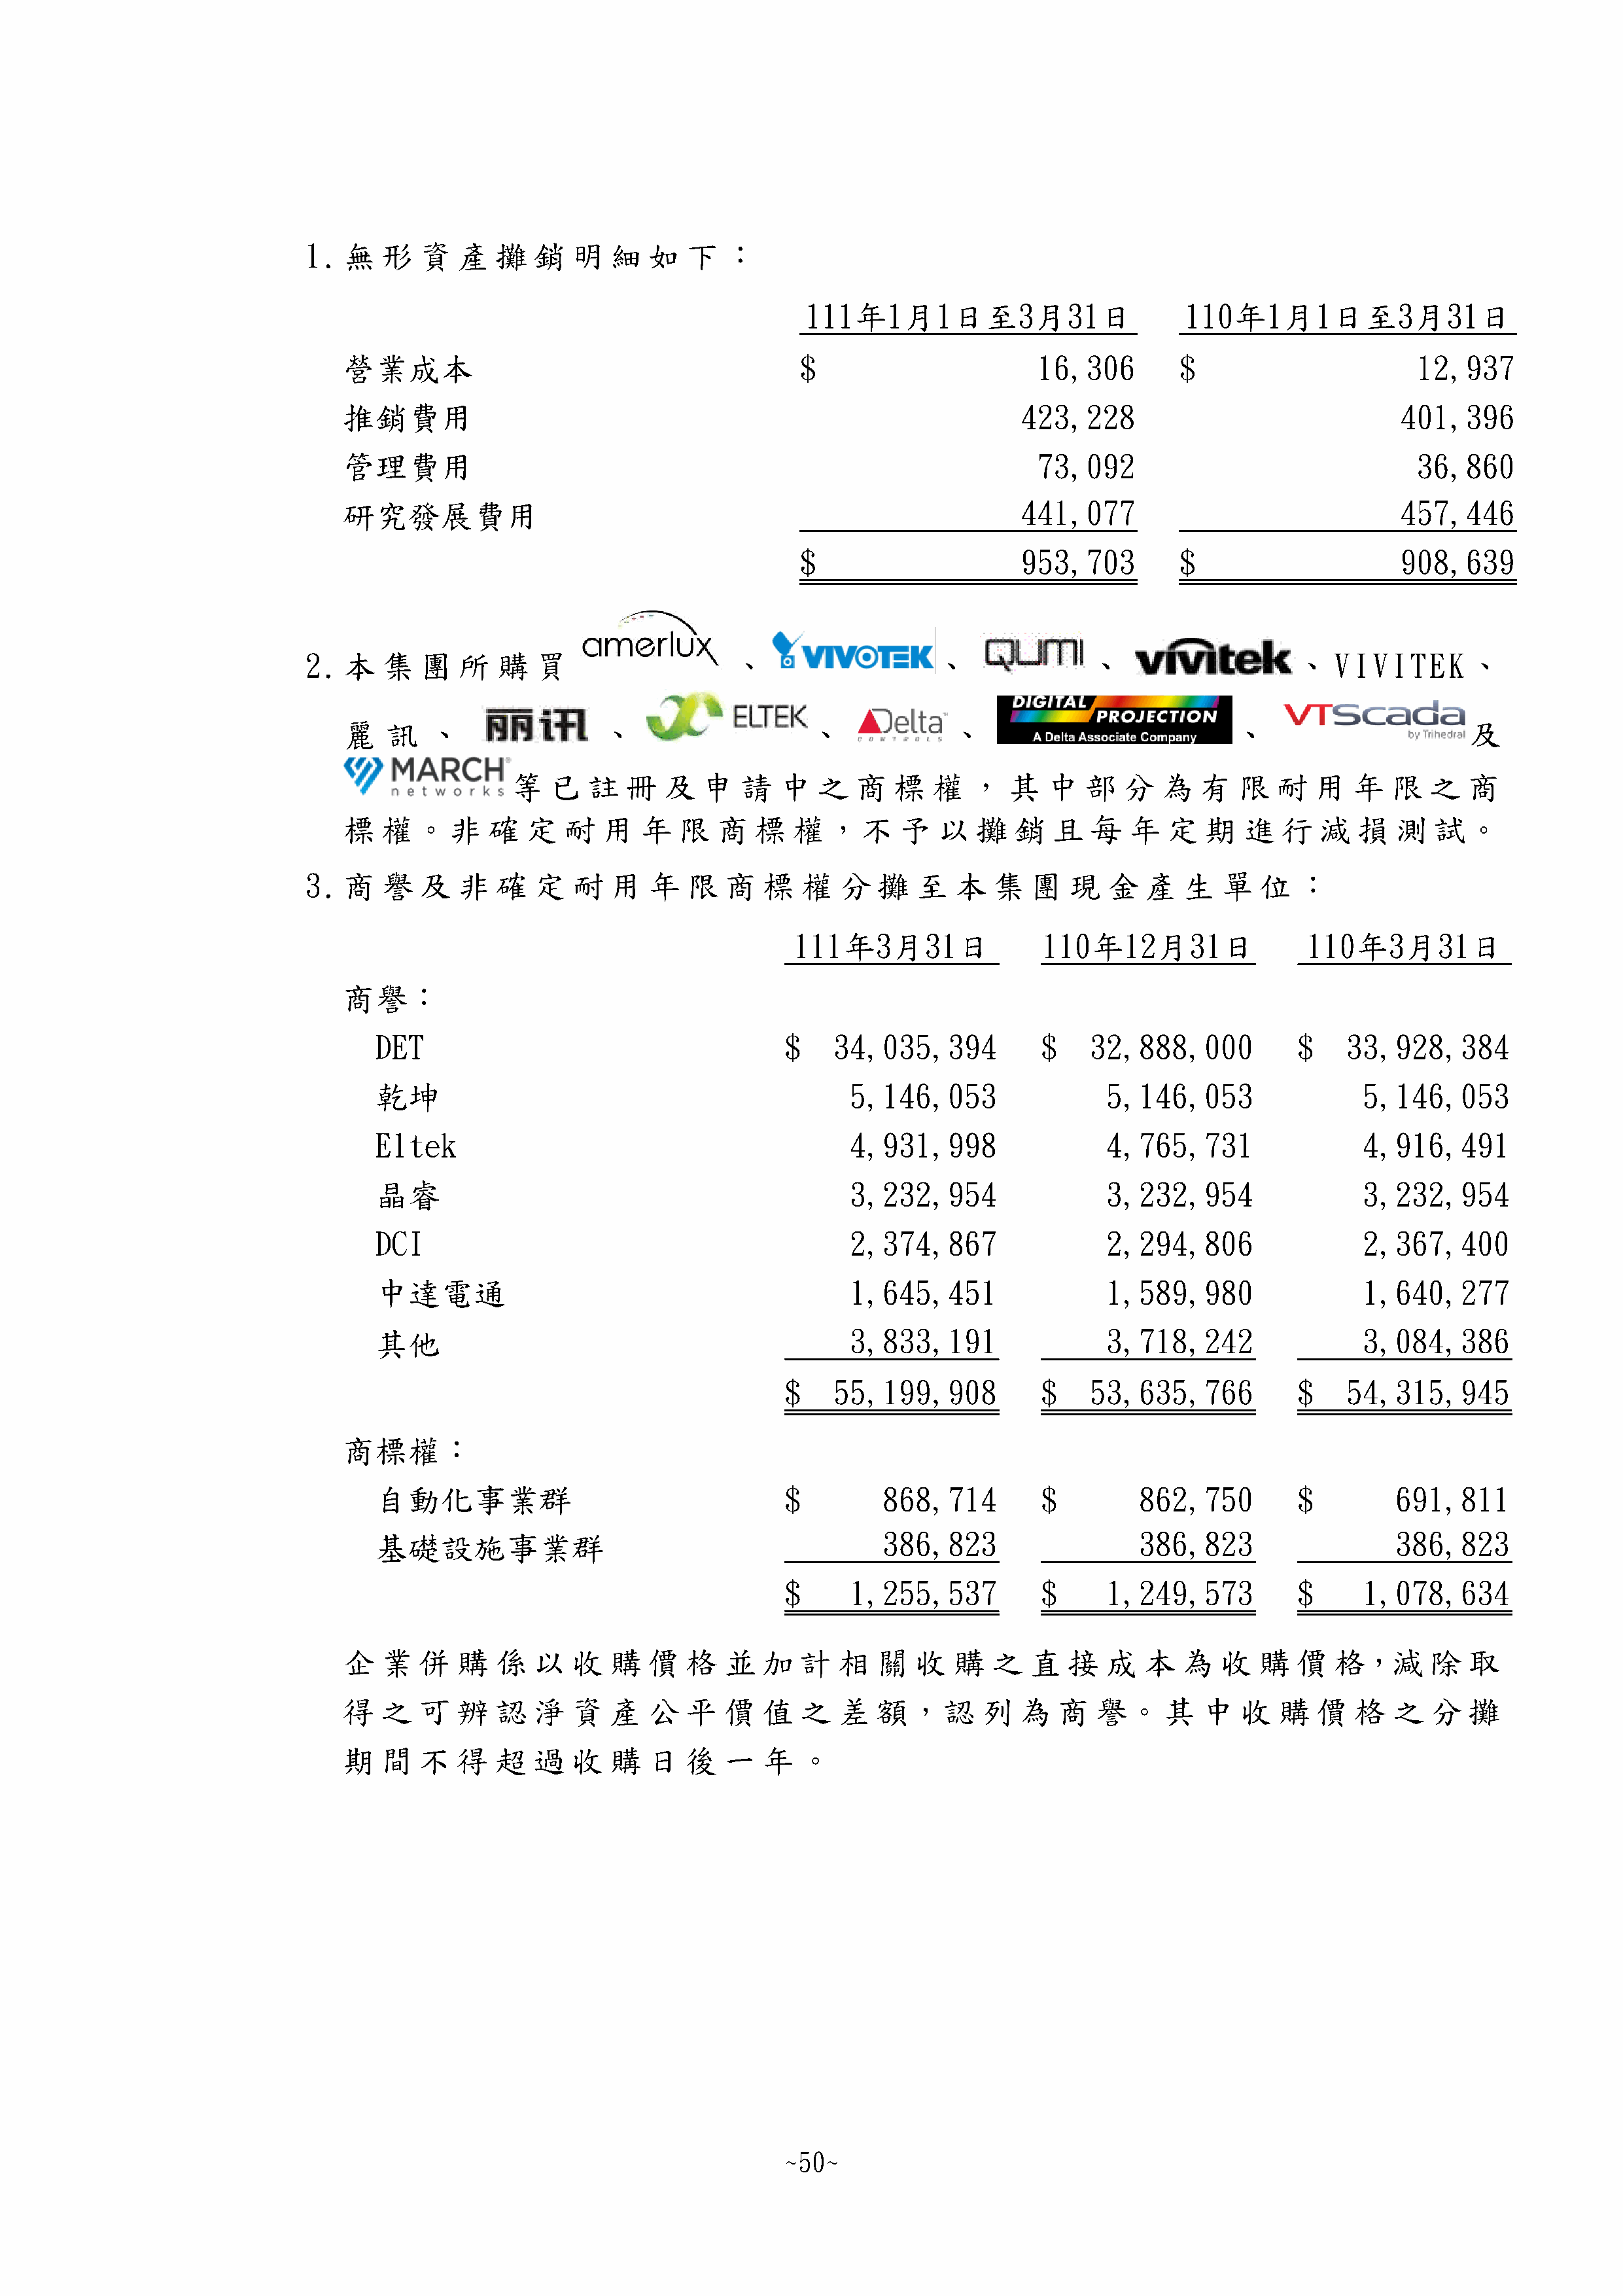 1.無形資產攤銷明細如下：
111年1月1日至3月31日 110年1月1日至3月31日
營業成本 $ 16,306 $ 12,937
推銷費用 423,228 401,396
管理費用 73,092 36,860
研究發展費用 441,077 457,446
$ 953,703 $ 908,639
2.本集團所購買 amerlux、VIVOTEK、QUMI、vivitek、VIVITEK、
麗訊、丽讯、ELTEK、Delta CONTROLS、DIGITAL PROJECTION A Delta Associate Company、VTScada by Trihedral及
MARCH networks等已註冊及申請中之商標權，其中部分為有限耐用年限之商
標權。非確定耐用年限商標權，不予以攤銷且每年定期進行減損測試。
3.商譽及非確定耐用年限商標權分攤至本集團現金產生單位：
111年3月31日 110年12月31日 110年3月31日
商譽：
DET $ 34,035,394 $ 32,888,000 $ 33,928,384
乾坤 5,146,053 5,146,053 5,146,053
Eltek 4,931,998 4,765,731 4,916,491
晶睿 3,232,954 3,232,954 3,232,954
DCI 2,374,867 2,294,806 2,367,400
中達電通 1,645,451 1,589,980 1,640,277
其他 3,833,191 3,718,242 3,084,386
$ 55,199,908 $ 53,635,766 $ 54,315,945
商標權：
自動化事業群 $ 868,714 $ 862,750 $ 691,811
基礎設施事業群 386,823 386,823 386,823
$ 1,255,537 $ 1,249,573 $ 1,078,634
企業併購係以收購價格並加計相關收購之直接成本為收購價格，減除取
得之可辨認淨資產公平價值之差額，認列為商譽。其中收購價格之分攤
期間不得超過收購日後一年。
~50~